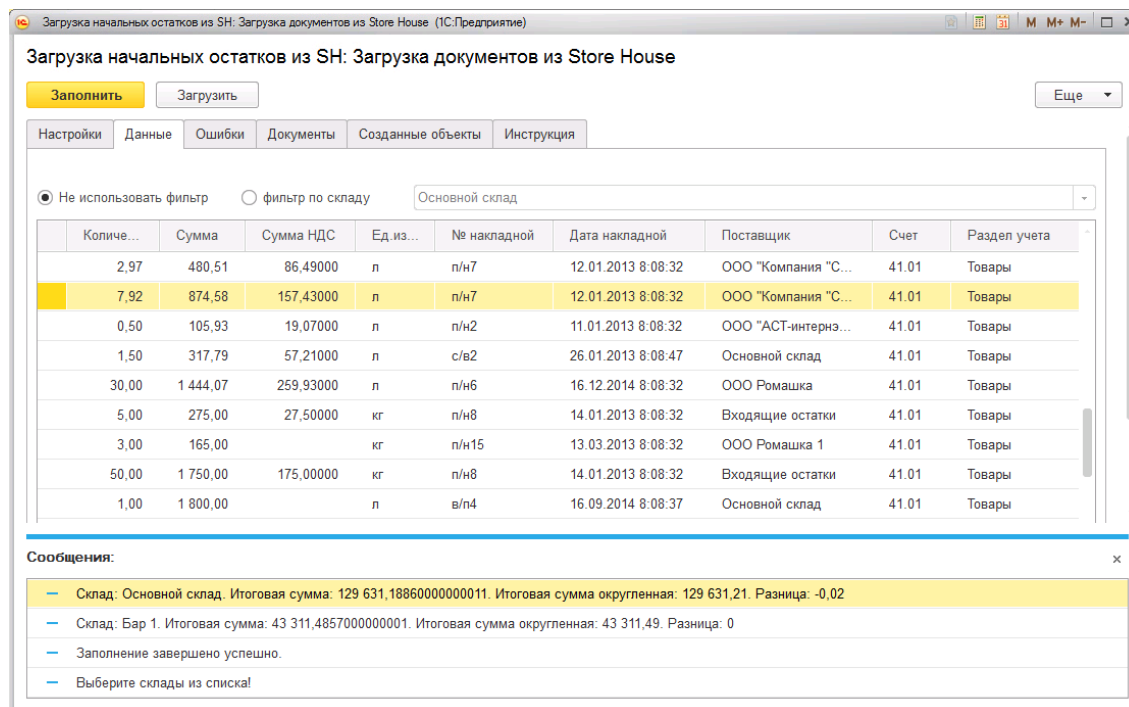 Загрузка начальных остатков из SH: Загрузка документов из Store House (1С:Предприятие) M M+ M-
Загрузка начальных остатков из SH: Загрузка документов из Store House
Заполнить Загрузить Еще
Настройки Данные Ошибки Документы Созданные объекты Инструкция
Не использовать фильтр фильтр по складу Основной склад
Количе... Сумма Сумма НДС Ед.из... № накладной Дата накладной Поставщик Счет Раздел учета
2,97 480,51 86,49000 л п/н7 12.01.2013 8:08:32 ООО "Компания "С... 41.01 Товары
7,92 874,58 157,43000 л п/н7 12.01.2013 8:08:32 ООО "Компания "С... 41.01 Товары
0,50 105,93 19,07000 л п/н2 11.01.2013 8:08:32 ООО "АСТ-интернэ... 41.01 Товары
1,50 317,79 57,21000 л с/в2 26.01.2013 8:08:47 Основной склад 41.01 Товары
30,00 1 444,07 259,93000 л п/н6 16.12.2014 8:08:32 ООО Ромашка 41.01 Товары
5,00 275,00 27,50000 кг п/н8 14.01.2013 8:08:32 Входящие остатки 41.01 Товары
3,00 165,00 кг п/н15 13.03.2013 8:08:32 ООО Ромашка 1 41.01 Товары
50,00 1 750,00 175,00000 кг п/н8 14.01.2013 8:08:32 Входящие остатки 41.01 Товары
1,00 1 800,00 л в/п4 16.09.2014 8:08:37 Основной склад 41.01 Товары
Сообщения:
Склад: Основной склад. Итоговая сумма: 129 631,18860000000011. Итоговая сумма округленная: 129 631,21. Разница: -0,02
Склад: Бар 1. Итоговая сумма: 43 311,4857000000001. Итоговая сумма округленная: 43 311,49. Разница: 0
Заполнение завершено успешно.
Выберите склады из списка!